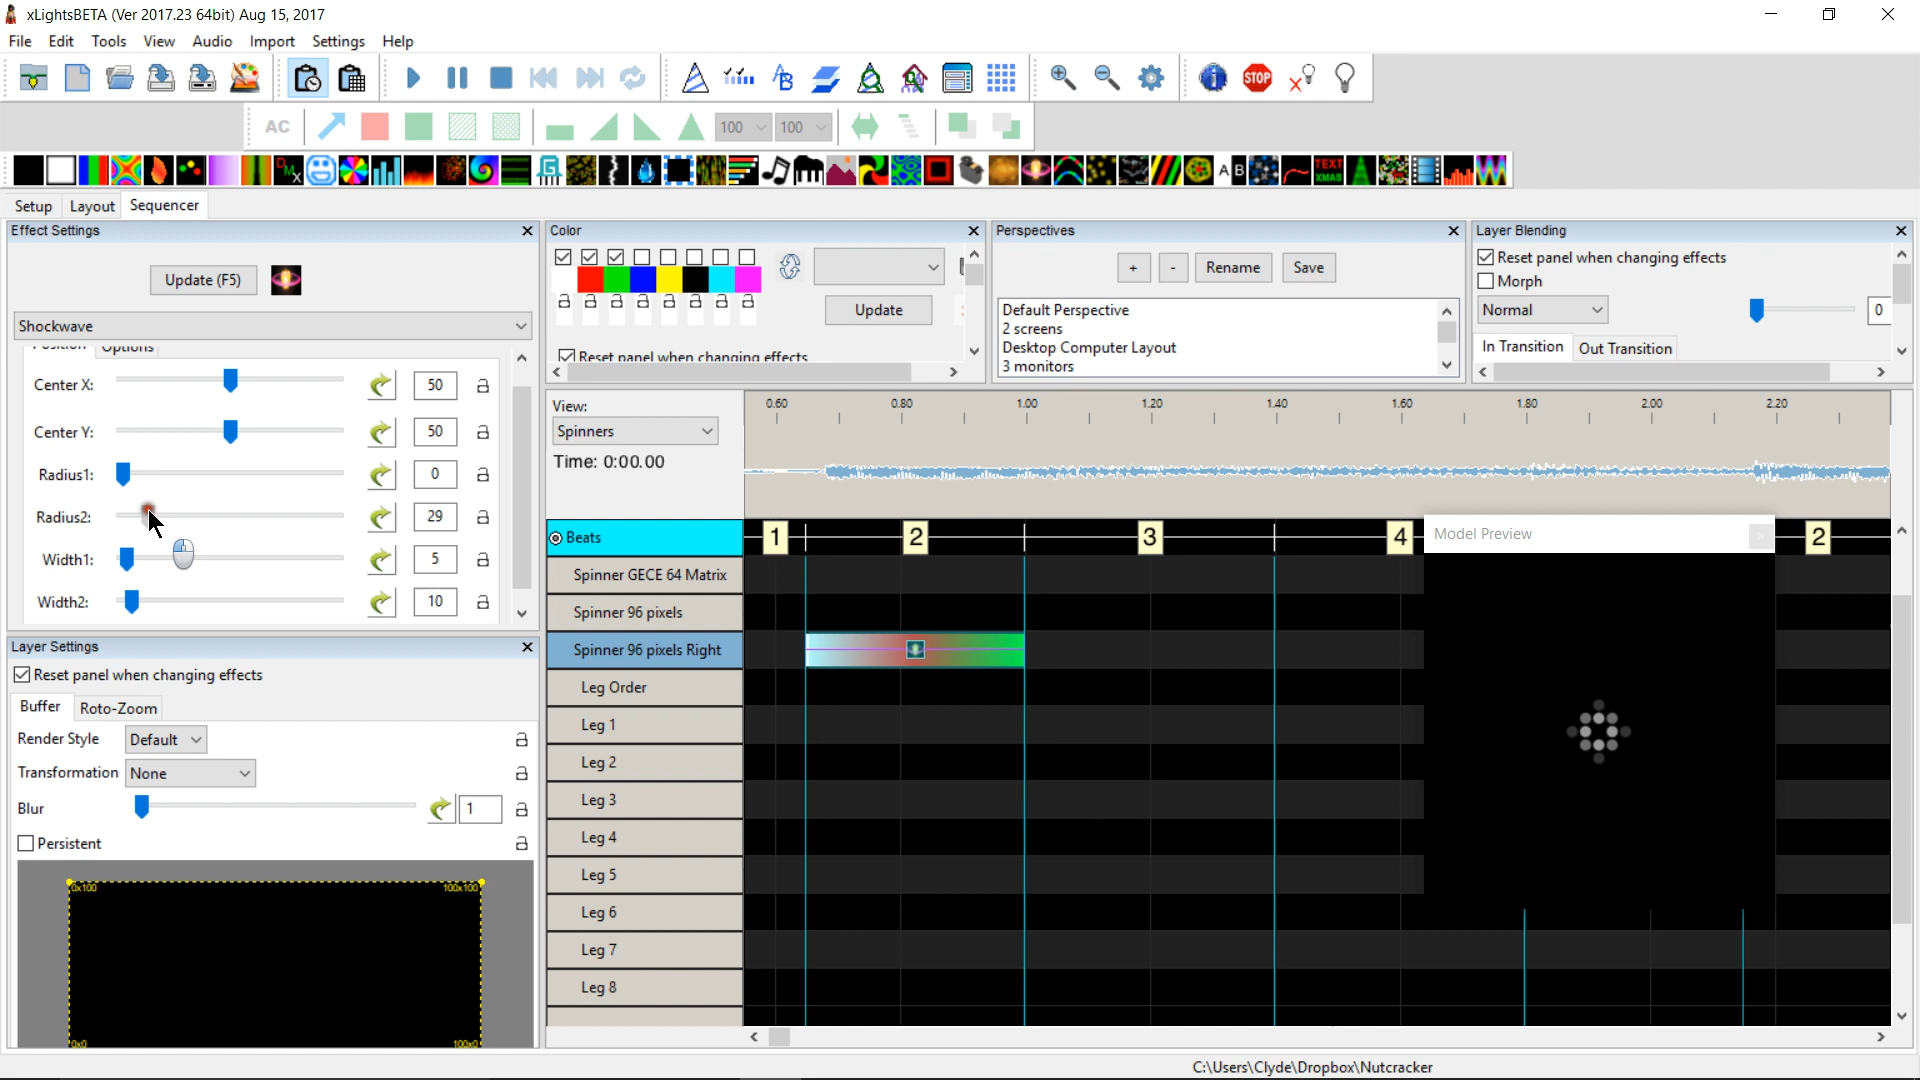 xLightsBETA (Ver 2017.23 64bit) Aug 15, 2017
File Edit Tools View Audio Import Settings Help
AC 100 100
Setup Layout Sequencer
Effect Settings
Update (F5)
Shockwave
Position Options
Center X: 50
Center Y: 50
Radius1: 0
Radius2: 29
Width1: 5
Width2: 10
Layer Settings
Reset panel when changing effects
Buffer Roto-Zoom
Render Style Default
Transformation None
Blur 1
Persistent
0x100 100x100
0x0 100x0
Color
Update
Reset panel when changing effects
Perspectives
+ - Rename Save
Default Perspective
2 screens
Desktop Computer Layout
3 monitors
Layer Blending
Reset panel when changing effects
Morph
Normal 0
In Transition Out Transition
View:
Spinners
Time: 0:00.00
0.60 0.80 1.00 1.20 1.40 1.60 1.80 2.00 2.20
Beats 1 2 3 4 2
Model Preview
Spinner GECE 64 Matrix
Spinner 96 pixels
Spinner 96 pixels Right
Leg Order
Leg 1
Leg 2
Leg 3
Leg 4
Leg 5
Leg 6
Leg 7
Leg 8
C:\Users\Clyde\Dropbox\Nutcracker